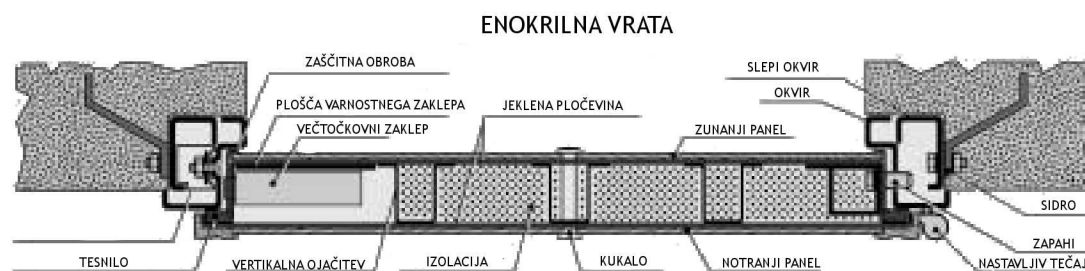 ENOKRILNA VRATA
ZAŠČITNA OBROBA
SLEPI OKVIR
PLOŠČA VARNOSTNEGA ZAKLEPA
JEKLENA PLOČEVINA
OKVIR
VEČTOČKOVNI ZAKLEP
ZUNANJI PANEL
SIDRO
ZAPAHI
TESNILO
VERTIKALNA OJAČITEV
IZOLACIJA
KUKALO
NOTRANJI PANEL
NASTAVLJIV TEČAJ